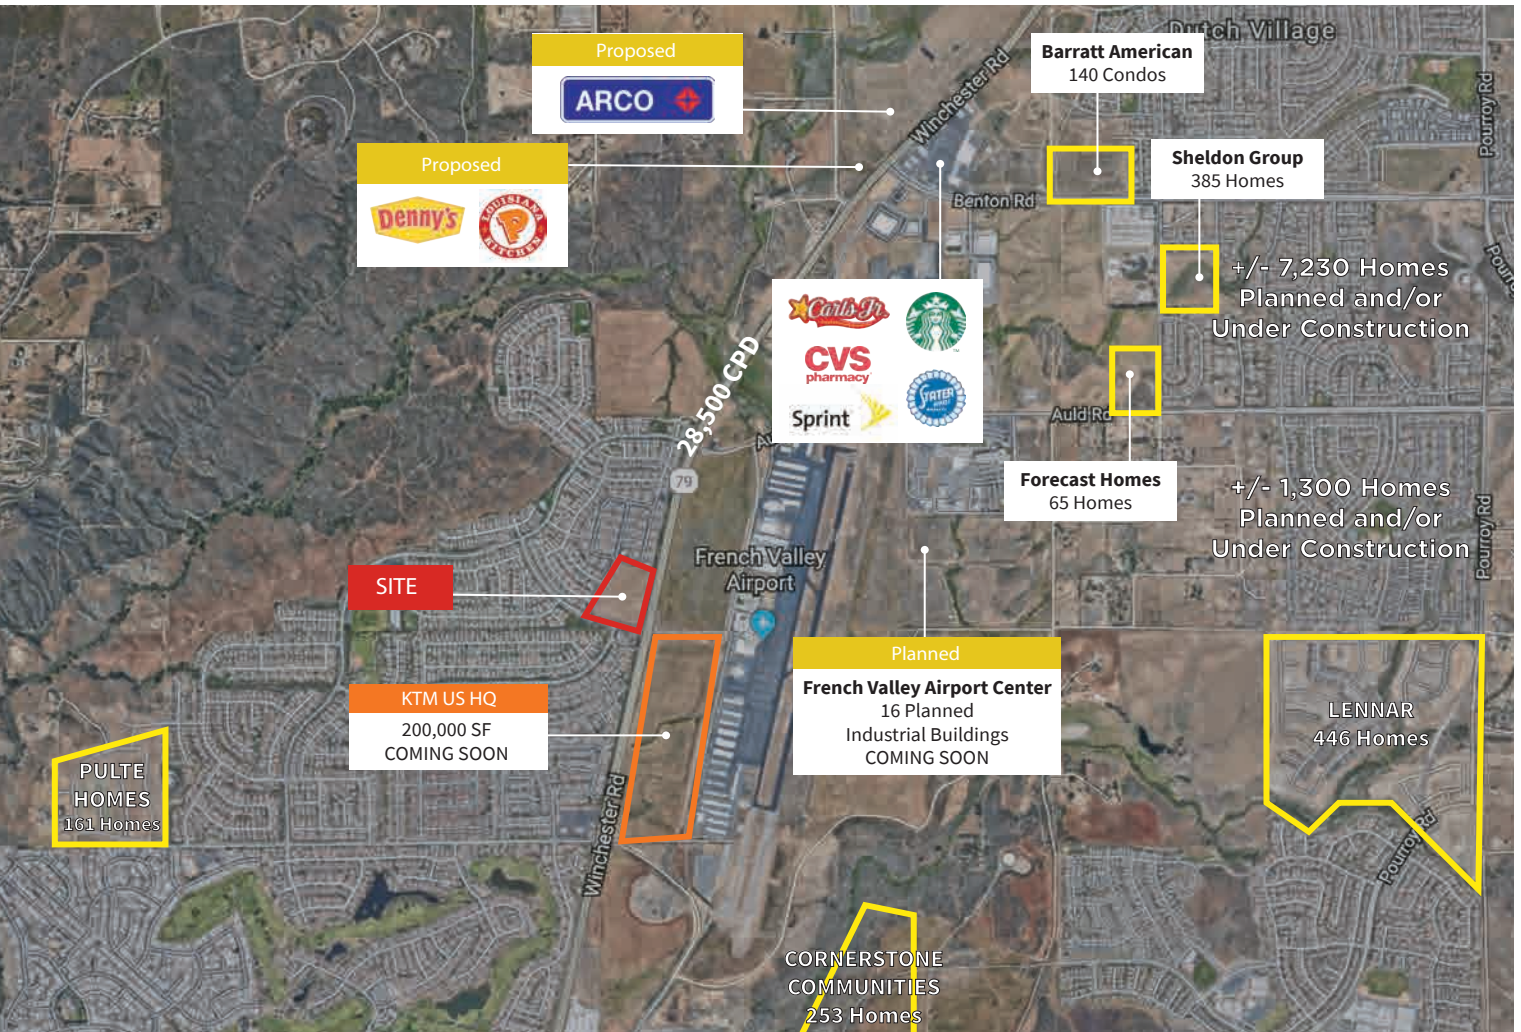 Dutch Village
Proposed
ARCO
Winchester Rd
Barratt American
140 Condos
Pourroy Rd
Proposed
Denny's
LOUISIANA
KITCHEN
Sheldon Group
385 Homes
Benton Rd
+/- 7,230 Homes
Planned and/or
Under Construction
Carl's Jr.
CVS
pharmacy
Sprint
STATER
28,500 CPD
79
Auld Rd
Forecast Homes
65 Homes
+/- 1,300 Homes
Planned and/or
Under Construction
Pourroy Rd
French Valley
Airport
SITE
Planned
French Valley Airport Center
16 Planned
Industrial Buildings
COMING SOON
KTM US HQ
200,000 SF
COMING SOON
LENNAR
446 Homes
PULTE
HOMES
161 Homes
Winchester Rd
Pourroy Rd
CORNERSTONE
COMMUNITIES
253 Homes